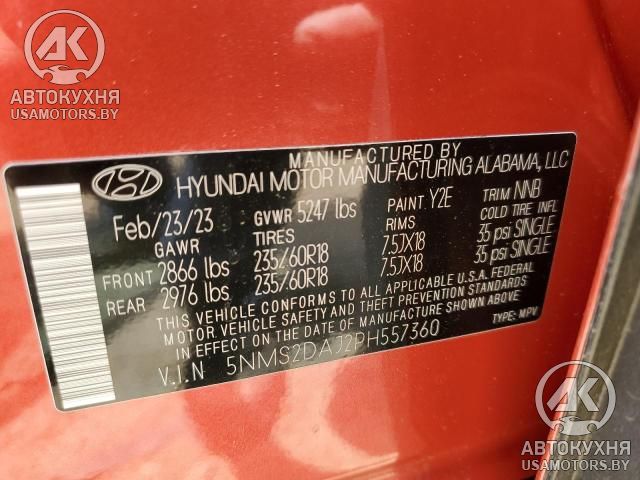 АК
АВТОКУХНЯ
USAMOTORS.BY
MANUFACTURED BY
HYUNDAI MOTOR MANUFACTURING ALABAMA, LLC
Feb/23/23 GVWR 5247 lbs PAINT Y2E TRIM NNB
GAWR TIRES RIMS COLD TIRE INFL
FRONT 2866 lbs 235/60R18 7.5JX18 35 psi SINGLE
REAR 2976 lbs 235/60R18 7.5JX18 35 psi SINGLE
THIS VEHICLE CONFORMS TO ALL APPLICABLE U.S.A. FEDERAL
MOTOR VEHICLE SAFETY AND THEFT PREVENTION STANDARDS
IN EFFECT ON THE DATE OF MANUFACTURE SHOWN ABOVE.
V.I.N 5NMS2DAJ2PH557360 TYPE: MPV
АК
АВТОКУХНЯ
USAMOTORS.BY